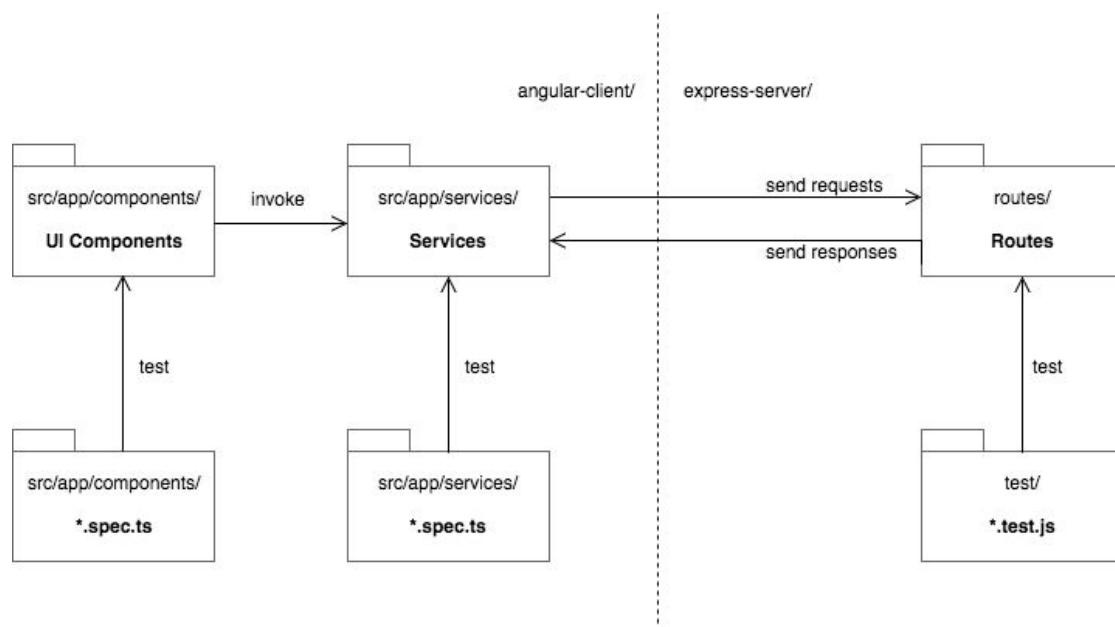 angular-client/
express-server/
src/app/components/
UI Components
invoke
src/app/services/
Services
send requests
send responses
routes/
Routes
test
test
test
src/app/components/
*.spec.ts
src/app/services/
*.spec.ts
test/
*.test.js